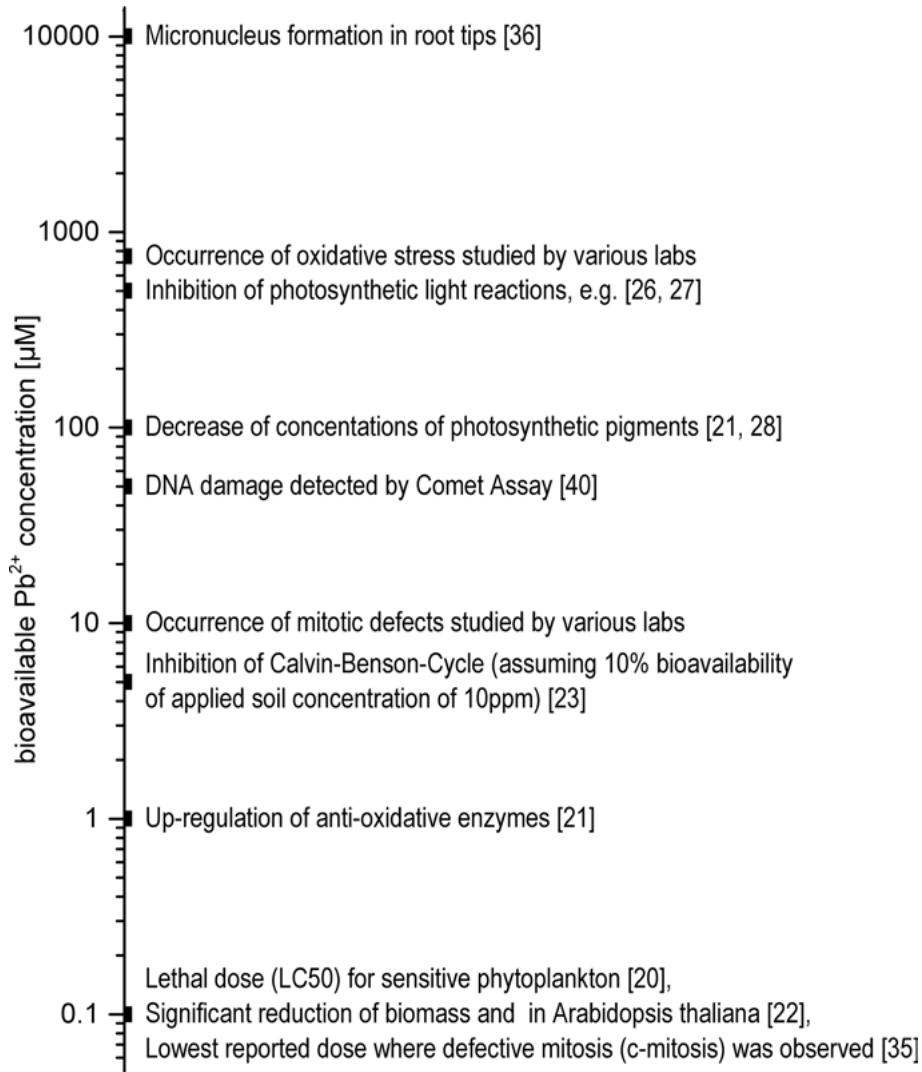 10000
Micronucleus formation in root tips [36]
1000
Occurrence of oxidative stress studied by various labs
Inhibition of photosynthetic light reactions, e.g. [26, 27]
bioavailable Pb²⁺ concentration [µM]
100
Decrease of concentations of photosynthetic pigments [21, 28]
DNA damage detected by Comet Assay [40]
10
Occurrence of mitotic defects studied by various labs
Inhibition of Calvin-Benson-Cycle (assuming 10% bioavailability
of applied soil concentration of 10ppm) [23]
1
Up-regulation of anti-oxidative enzymes [21]
Lethal dose (LC50) for sensitive phytoplankton [20],
0.1
Significant reduction of biomass and  in Arabidopsis thaliana [22],
Lowest reported dose where defective mitosis (c-mitosis) was observed [35]